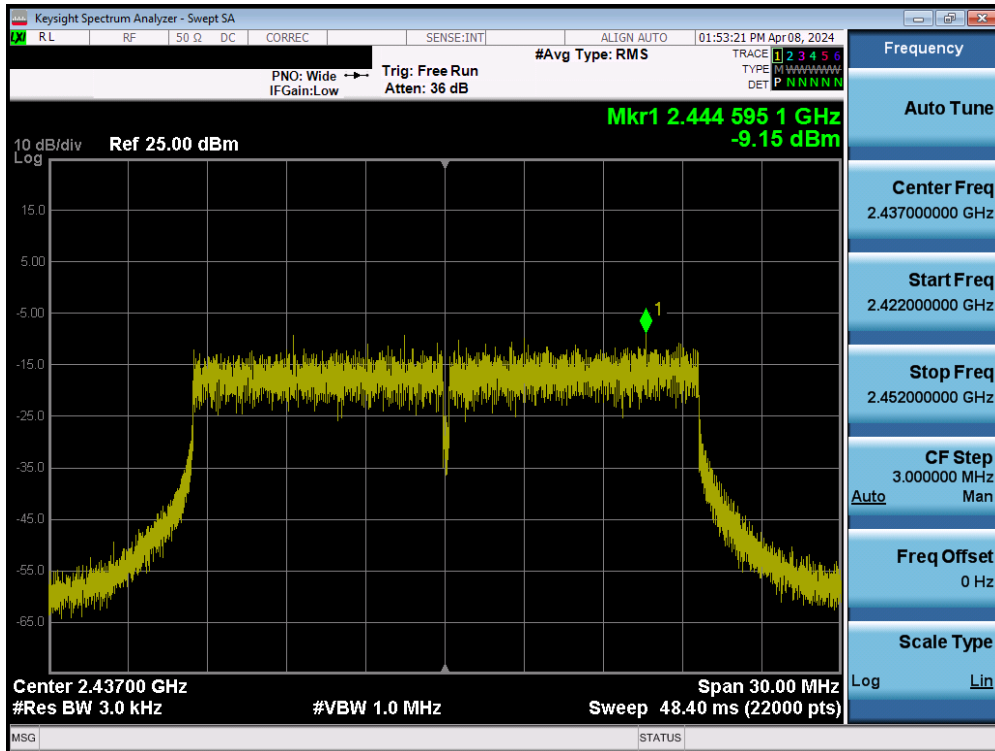 Keysight Spectrum Analyzer - Swept SA
LXI RL RF 50 Ω DC CORREC SENSE:INT ALIGN AUTO 01:53:21 PM Apr 08, 2024
#Avg Type: RMS
TRACE 1 2 3 4 5 6
TYPE M W W W W W
DET P N N N N N
PNO: Wide Trig: Free Run
IFGain:Low Atten: 36 dB
Mkr1 2.444 595 1 GHz
-9.15 dBm
10 dB/div Ref 25.00 dBm
Log
15.0
5.00
-5.00
-15.0
-25.0
-35.0
-45.0
-55.0
-65.0
1
Center 2.43700 GHz Span 30.00 MHz
#Res BW 3.0 kHz #VBW 1.0 MHz Sweep 48.40 ms (22000 pts)
MSG STATUS
Frequency
Auto Tune
Center Freq
2.437000000 GHz
Start Freq
2.422000000 GHz
Stop Freq
2.452000000 GHz
CF Step
3.000000 MHz
Auto Man
Freq Offset
0 Hz
Scale Type
Log Lin